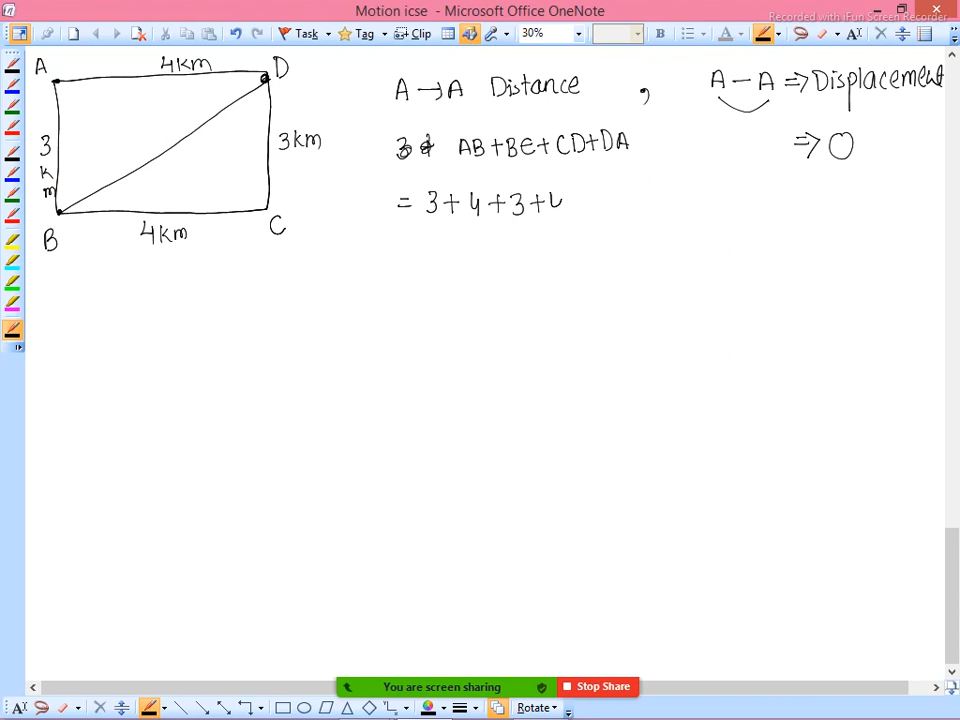 Motion icse - Microsoft Office OneNote
Recorded with iFun Screen Recorder
Task Tag Clip 30% B A
A 4km D
A → A Distance , A – A ⇒ Displacement
3 km
3km
AB+BC+CD+DA ⇒ 0
= 3+4+3+4
B 4km C
You are screen sharing Stop Share
Rotate